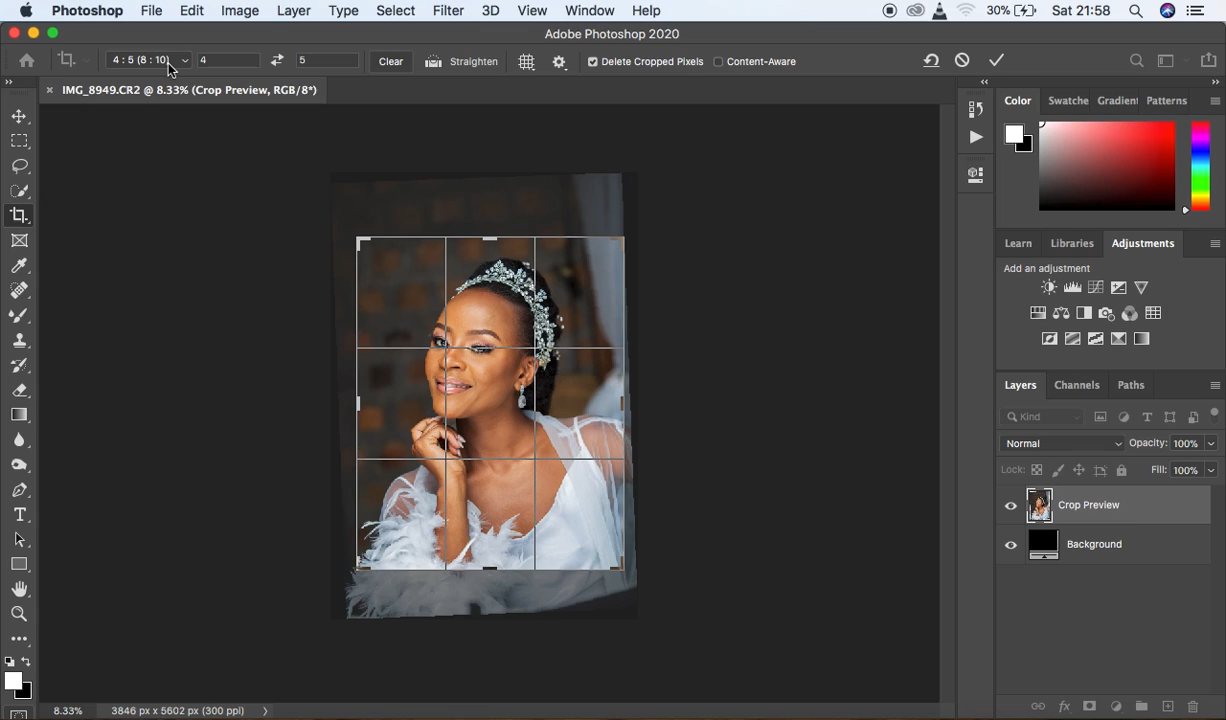 Photoshop File Edit Image Layer Type Select Filter 3D View Window Help 30% Sat 21:58
Adobe Photoshop 2020
4 : 5 (8 : 10) 4 5 Clear Straighten Delete Cropped Pixels Content-Aware
IMG_8949.CR2 @ 8.33% (Crop Preview, RGB/8*)
Color Swatche Gradient Patterns
Learn Libraries Adjustments
Add an adjustment
Layers Channels Paths
Kind
Normal Opacity: 100%
Lock: Fill: 100%
Crop Preview
Background
8.33% 3846 px x 5602 px (300 ppi)